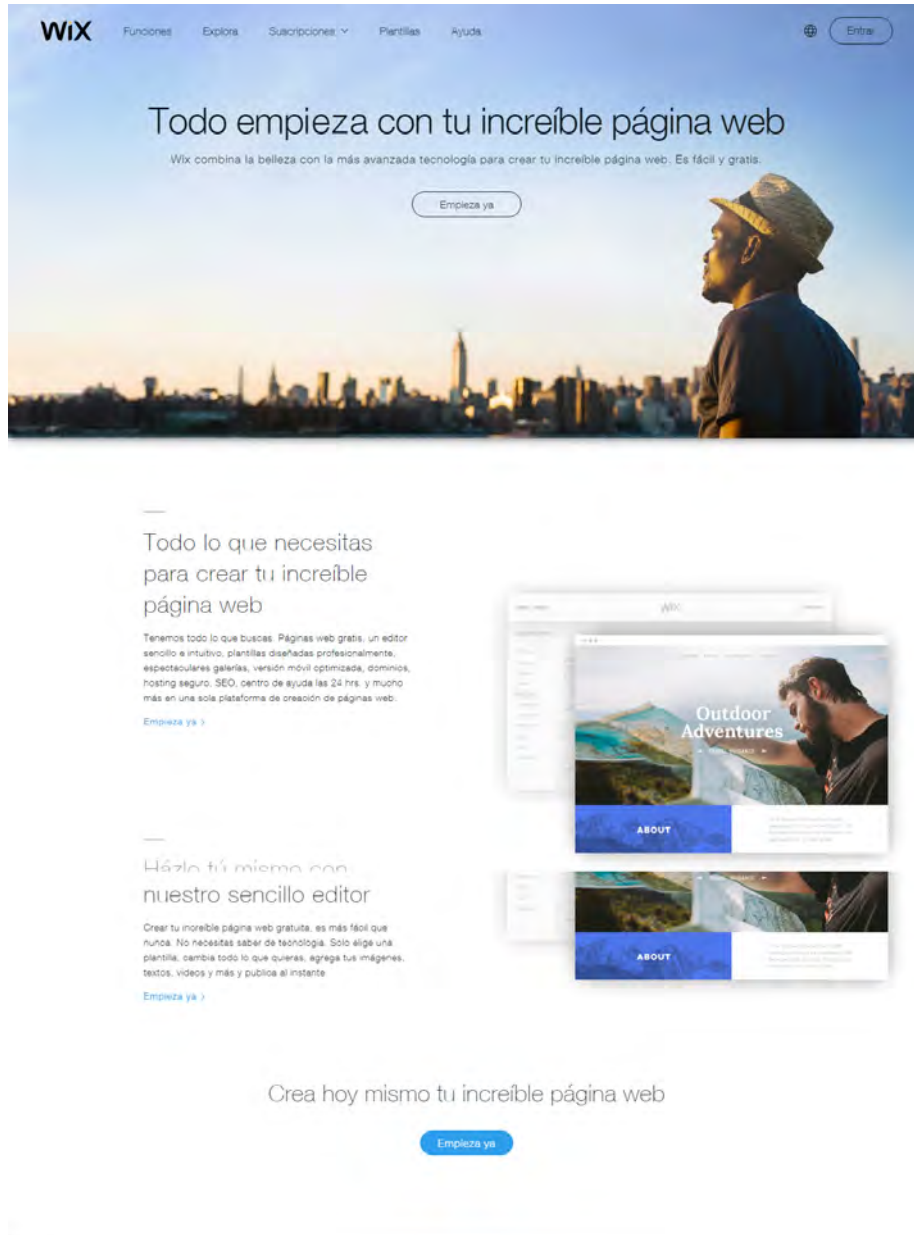 WiX
Funciones Explora Suscripciones Plantillas Ayuda
Entrar
Todo empieza con tu increíble página web
Wix combina la belleza con la más avanzada tecnología para crear tu increíble página web. Es fácil y gratis.
Empieza ya
Todo lo que necesitas
para crear tu increíble
página web
Tenemos todo lo que buscas. Páginas web gratis, un editor
sencillo e intuitivo, plantillas diseñadas profesionalmente,
espectaculares galerías, versión móvil optimizada, dominios,
hosting seguro, SEO, centro de ayuda las 24 hrs. y mucho
más en una sola plataforma de creación de páginas web.
Empieza ya >
WiX
Outdoor
Adventures
ABOUT
Házlo tú mismo con
nuestro sencillo editor
Crear tu increíble página web gratuita, es más fácil que
nunca. No necesitas saber de tecnología. Solo elige una
plantilla, cambia todo lo que quieras, agrega tus imágenes,
textos, videos y más y publica al instante
Empieza ya >
ABOUT
Crea hoy mismo tu increíble página web
Empieza ya